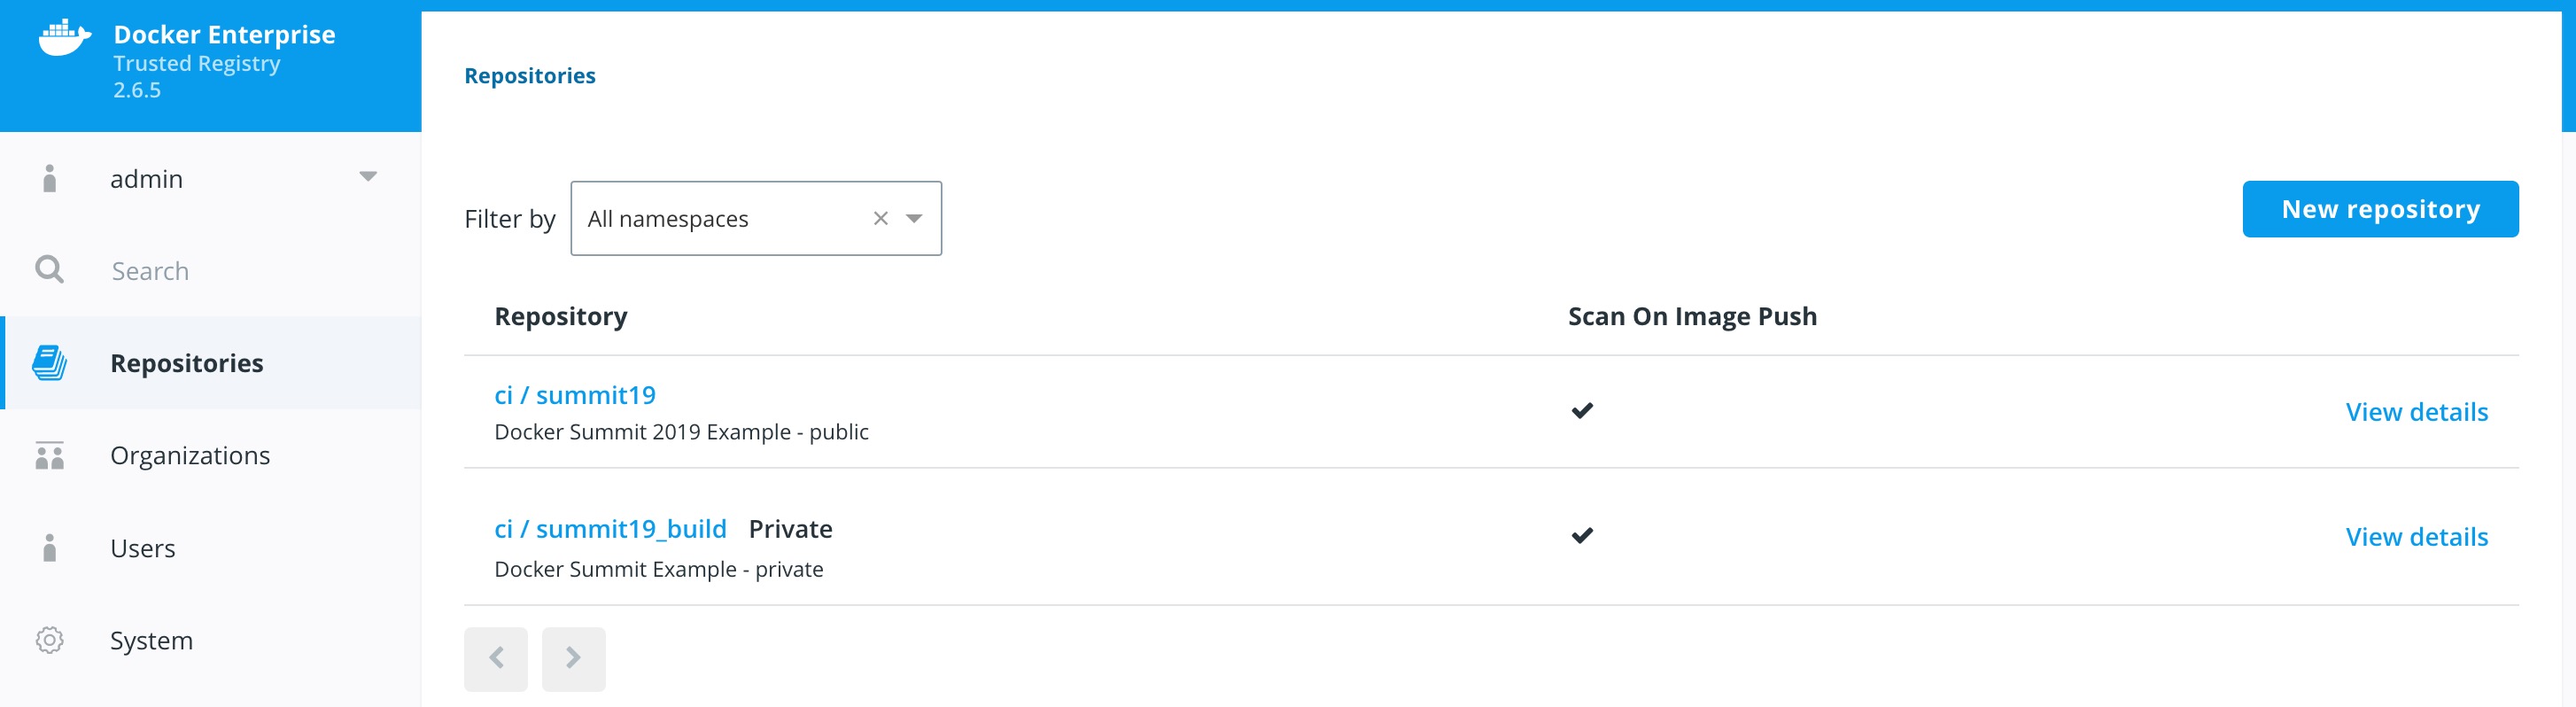 Docker Enterprise
Trusted Registry
2.6.5
admin
Search
Repositories
Organizations
Users
System
Repositories
Filter by All namespaces
New repository
Repository Scan On Image Push
ci / summit19
Docker Summit 2019 Example - public
View details
ci / summit19_build Private
Docker Summit Example - private
View details